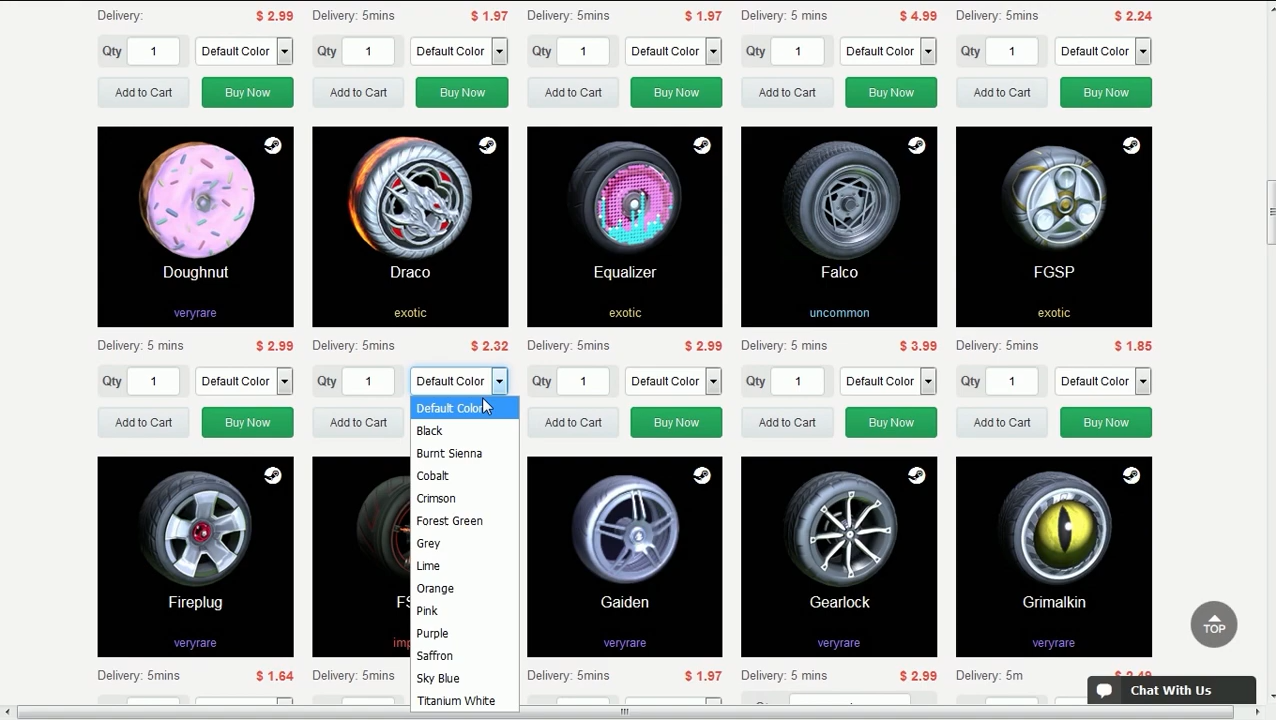 Delivery: $ 2.99 Delivery: 5mins $ 1.97 Delivery: 5mins $ 1.97 Delivery: 5 mins $ 4.99 Delivery: 5mins $ 2.24
Qty 1 Default Color Qty 1 Default Color Qty 1 Default Color Qty 1 Default Color Qty 1 Default Color
Add to Cart Buy Now Add to Cart Buy Now Add to Cart Buy Now Add to Cart Buy Now Add to Cart Buy Now
Doughnut Draco Equalizer Falco FGSP
veryrare exotic exotic uncommon exotic
Delivery: 5 mins $ 2.99 Delivery: 5mins $ 2.32 Delivery: 5mins $ 2.99 Delivery: 5mins $ 3.99 Delivery: 5mins $ 1.85
Qty 1 Default Color Qty 1 Default Color Qty 1 Default Color Qty 1 Default Color Qty 1 Default Color
Add to Cart Buy Now Add to Cart Add to Cart Buy Now Add to Cart Buy Now Add to Cart Buy Now
Default Color
Black
Burnt Sienna
Cobalt
Crimson
Forest Green
Grey
Lime
Orange
Pink
Purple
Saffron
Sky Blue
Titanium White
Fireplug FS Gaiden Gearlock Grimalkin
veryrare veryrare veryrare veryrare
Delivery: 5mins $ 1.64 Delivery: 5mins Delivery: 5mins $ 1.97 Delivery: 5mins $ 2.99 Delivery: 5m
TOP
Chat With Us